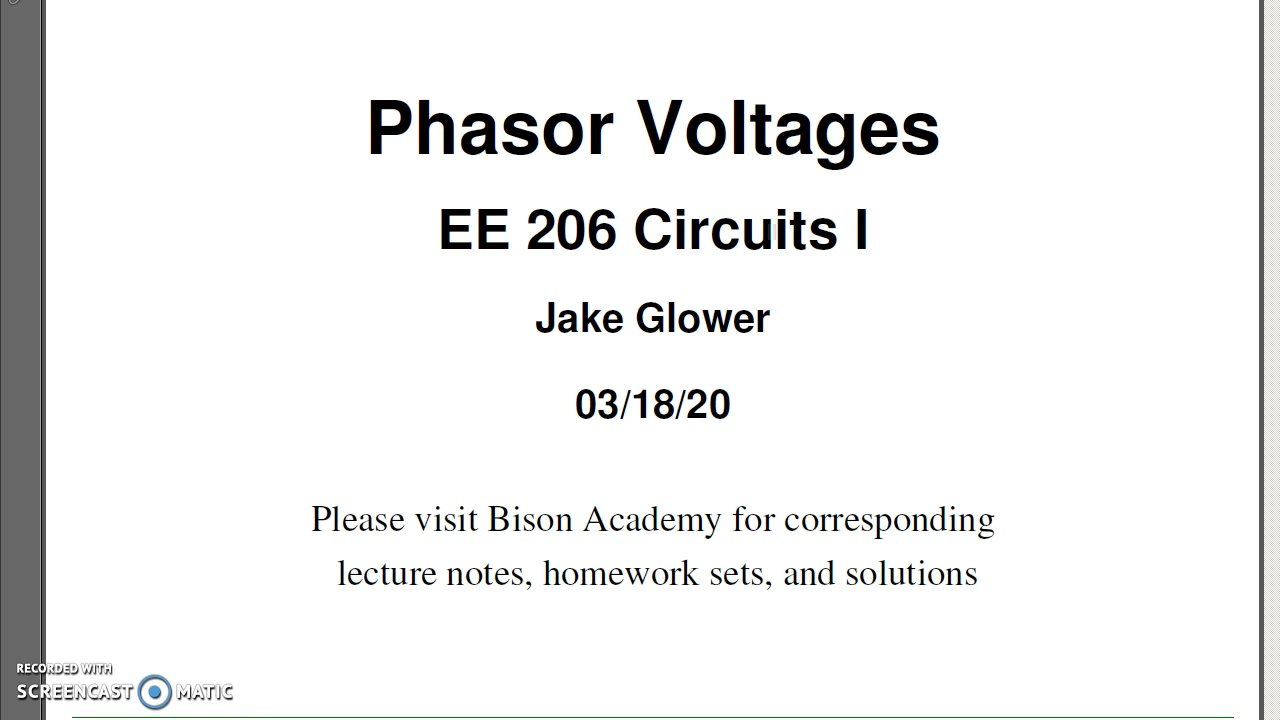 Phasor Voltages
EE 206 Circuits I
Jake Glower
03/18/20
Please visit Bison Academy for corresponding
lecture notes, homework sets, and solutions
RECORDED WITH
SCREENCAST MATIC